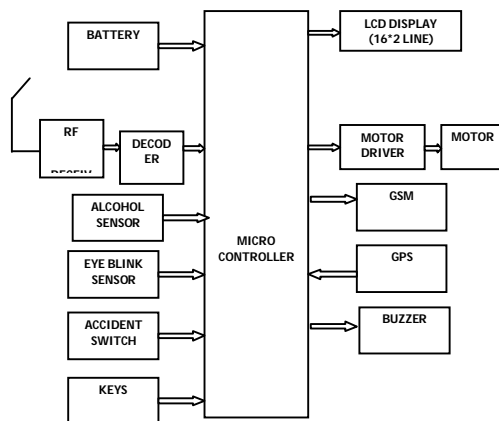 BATTERY
RF
DECOD
ER
ALCOHOL
SENSOR
EYE BLINK
SENSOR
ACCIDENT
SWITCH
KEYS
MICRO
CONTROLLER
LCD DISPLAY
(16*2 LINE)
MOTOR
DRIVER
MOTOR
GSM
GPS
BUZZER